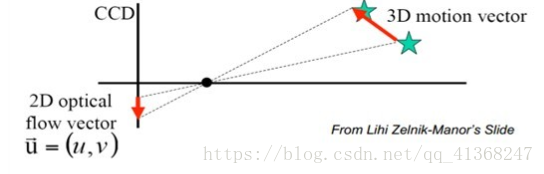 CCD
3D motion vector
2D optical
flow vector
u⃗ = (u,v)
From Lihi Zelnik-Manor's Slide
https://blog.csdn.net/qq_41368247